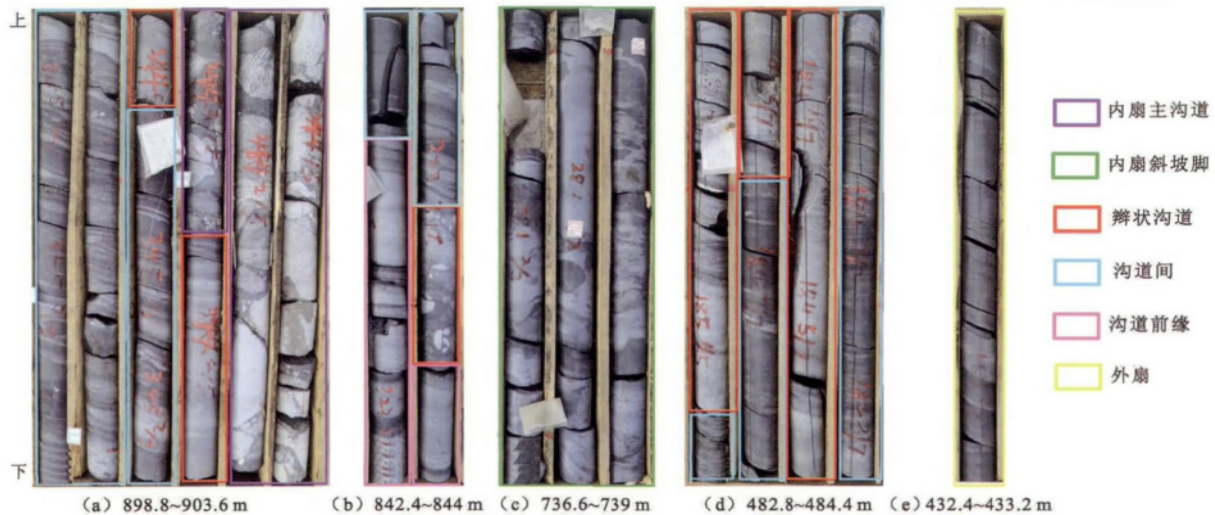 上
下
内扇主沟道
内扇斜坡脚
辫状沟道
沟道间
沟道前缘
外扇
(a) 898.8~903.6 m
(b) 842.4~844 m
(c) 736.6~739 m
(d) 482.8~484.4 m
(e) 432.4~433.2 m